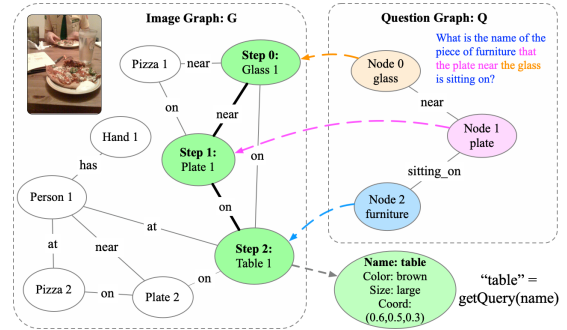 Image Graph: G
Question Graph: Q
Pizza 1
near
Step 0:
Glass 1
on
near
Hand 1
has
Step 1:
Plate 1
on
on
Person 1
at
at
near
Step 2:
Table 1
Pizza 2
on
Plate 2
on
Node 0
glass
What is the name of the
piece of furniture that
the plate near the glass
is sitting on?
near
Node 1
plate
sitting_on
Node 2
furniture
Name: table
Color: brown
Size: large
Coord:
(0.6,0.5,0.3)
“table” =
getQuery(name)